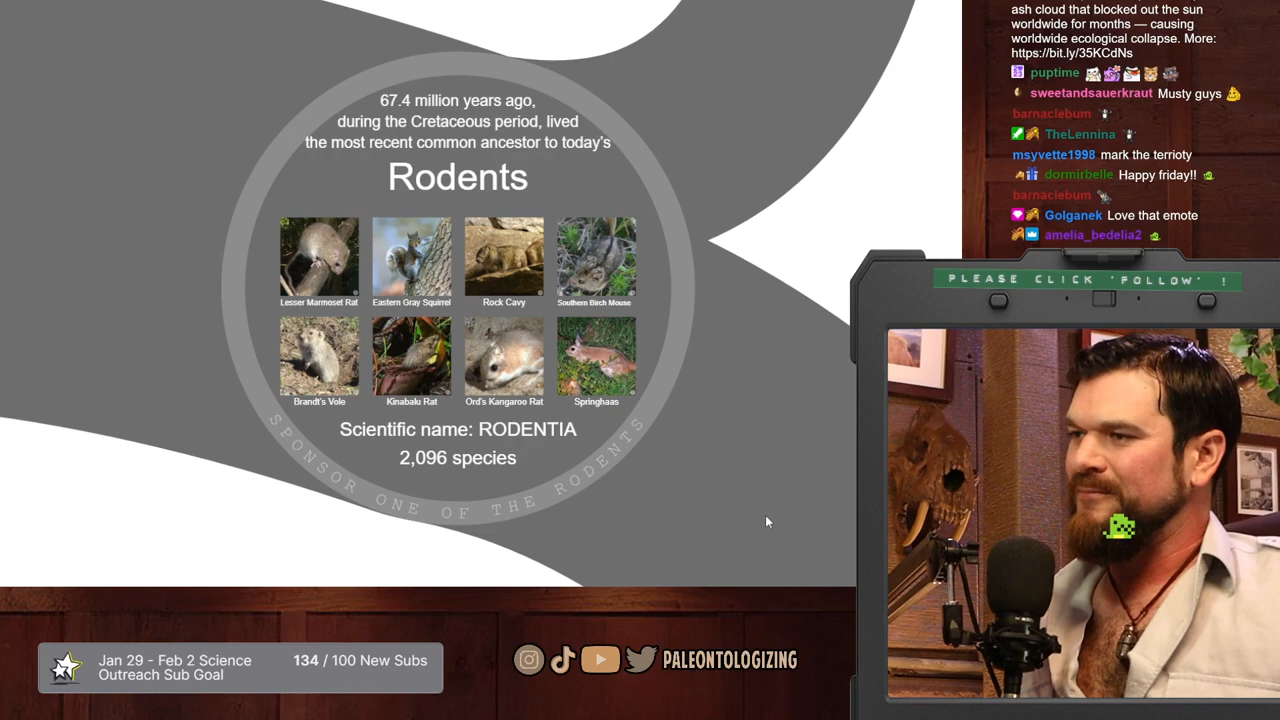 67.4 million years ago,
during the Cretaceous period, lived
the most recent common ancestor to today's
Rodents
Lesser Marmoset Rat
Eastern Gray Squirrel
Rock Cavy
Southern Birch Mouse
Brandt's Vole
Kinabalu Rat
Ord's Kangaroo Rat
Springhaas
Scientific name: RODENTIA
2,096 species
SPONSOR ONE OF THE RODENTS
ash cloud that blocked out the sun
worldwide for months — causing
worldwide ecological collapse. More:
https://bit.ly/35KCdNs
puptime
sweetandsauerkraut Musty guys
barnaclebum
TheLennina
msyvette1998 mark the terrioty
dormirbelle Happy friday!!
barnaclebum
Golganek Love that emote
amelia_bedelia2
PLEASE CLICK 'FOLLOW' !
Jan 29 - Feb 2 Science
Outreach Sub Goal
134 / 100 New Subs
PALEONTOLOGIZING